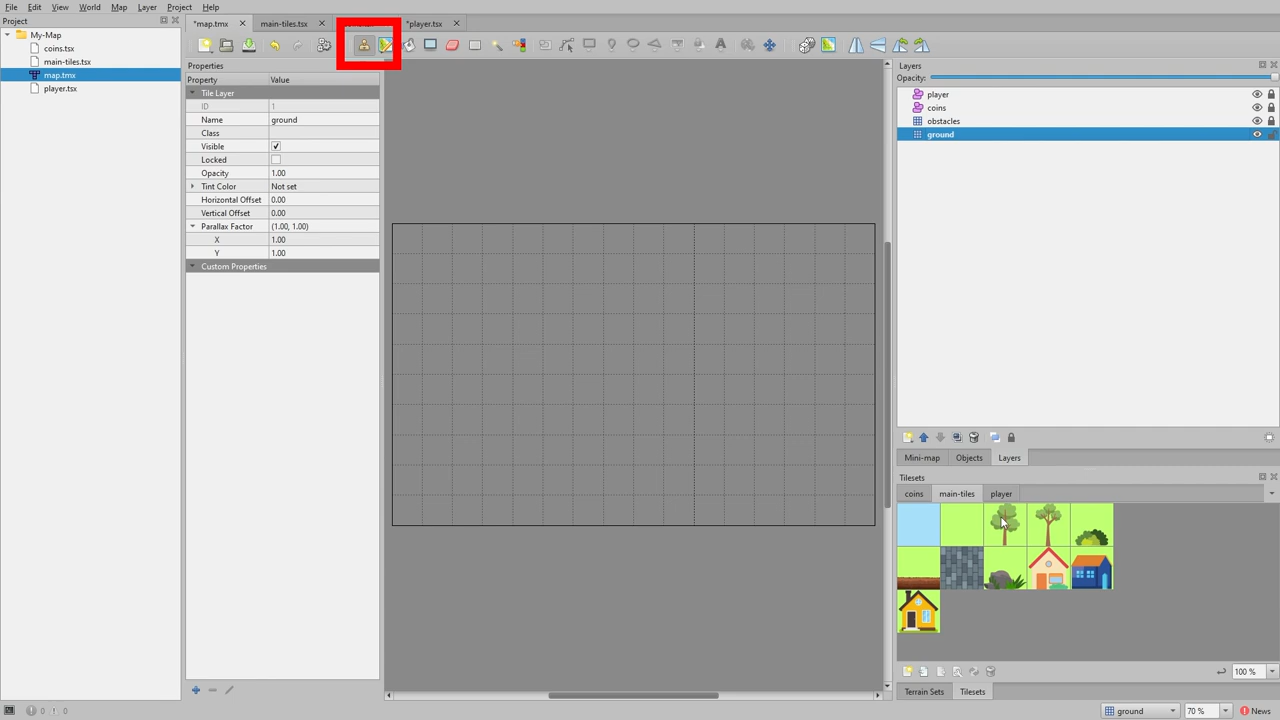 File Edit View World Map Layer Project Help
Project
My-Map
coins.tsx
main-tiles.tsx
map.tmx
player.tsx
*map.tmx
main-tiles.tsx
*player.tsx
Properties
Property Value
Tile Layer
ID 1
Name ground
Class
Visible
Locked
Opacity 1.00
Tint Color Not set
Horizontal Offset 0.00
Vertical Offset 0.00
Parallax Factor (1.00, 1.00)
X 1.00
Y 1.00
Custom Properties
Layers
Opacity:
player
coins
obstacles
ground
Mini-map Objects Layers
Tilesets
coins main-tiles player
100 %
Terrain Sets Tilesets
0 0
ground 70 % News